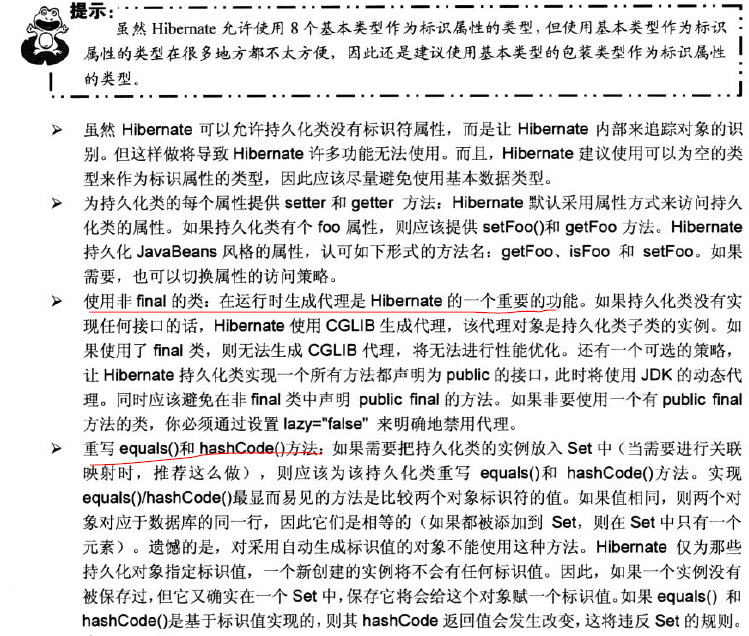 提示:
虽然 Hibernate 允许使用 8 个基本类型作为标识属性的类型，但使用基本类型作为标识
属性的类型在很多地方都不太方便，因此还是建议使用基本类型的包装类型作为标识属性
的类型。
➢ 虽然 Hibernate 可以允许持久化类没有标识符属性，而是让 Hibernate 内部来追踪对象的识
别。但这样做将导致 Hibernate 许多功能无法使用。而且，Hibernate 建议使用可以为空的类
型来作为标识属性的类型，因此应该尽量避免使用基本数据类型。
➢ 为持久化类的每个属性提供 setter 和 getter 方法：Hibernate 默认采用属性方式来访问持久
化类的属性。如果持久化类有个 foo 属性，则应该提供 setFoo()和 getFoo 方法。Hibernate
持久化 JavaBeans 风格的属性，认可如下形式的方法名：getFoo、isFoo 和 setFoo。如果
需要，也可以切换属性的访问策略。
➢ 使用非 final 的类：在运行时生成代理是 Hibernate 的一个重要的功能。如果持久化类没有实
现任何接口的话，Hibernate 使用 CGLIB 生成代理，该代理对象是持久化类子类的实例。如
果使用了 final 类，则无法生成 CGLIB 代理，将无法进行性能优化。还有一个可选的策略，
让 Hibernate 持久化类实现一个所有方法都声明为 public 的接口，此时将使用 JDK 的动态代
理。同时应该避免在非 final 类中声明 public final 的方法。如果非要使用一个有 public final
方法的类，你必须通过设置 lazy="false" 来明确地禁用代理。
➢ 重写 equals()和 hashCode()方法：如果需要把持久化类的实例放入 Set 中（当需要进行关联
映射时，推荐这么做），则应该为该持久化类重写 equals()和 hashCode()方法。实现
equals()/hashCode()最显而易见的方法是比较两个对象标识符的值。如果值相同，则两个对
象对应于数据库的同一行，因此它们是相等的（如果都被添加到 Set，则在 Set 中只有一个
元素）。遗憾的是，对采用自动生成标识值的对象不能使用这种方法。Hibernate 仅为那些
持久化对象指定标识值，一个新创建的实例将不会有任何标识值。因此，如果一个实例没有
被保存过，但它又确实在一个 Set 中，保存它将会给这个对象赋一个标识值。如果 equals() 和
hashCode()是基于标识值实现的，则其 hashCode 返回值会发生改变，这将违反 Set 的规则。